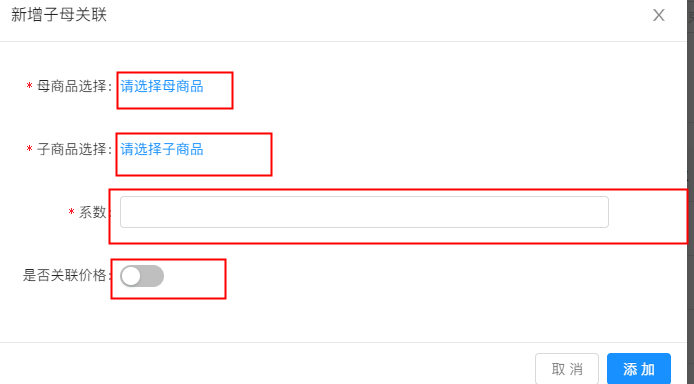 新增子母关联
* 母商品选择: 请选择母商品
* 子商品选择: 请选择子商品
* 系数:
是否关联价格:
取 消 添 加